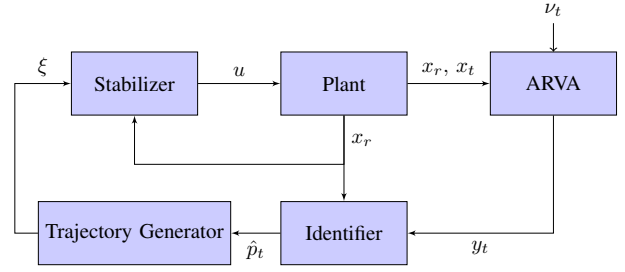 ν_t
ξ
Stabilizer
u
Plant
x_r, x_t
ARVA
x_r
Trajectory Generator
p̂_t
Identifier
y_t